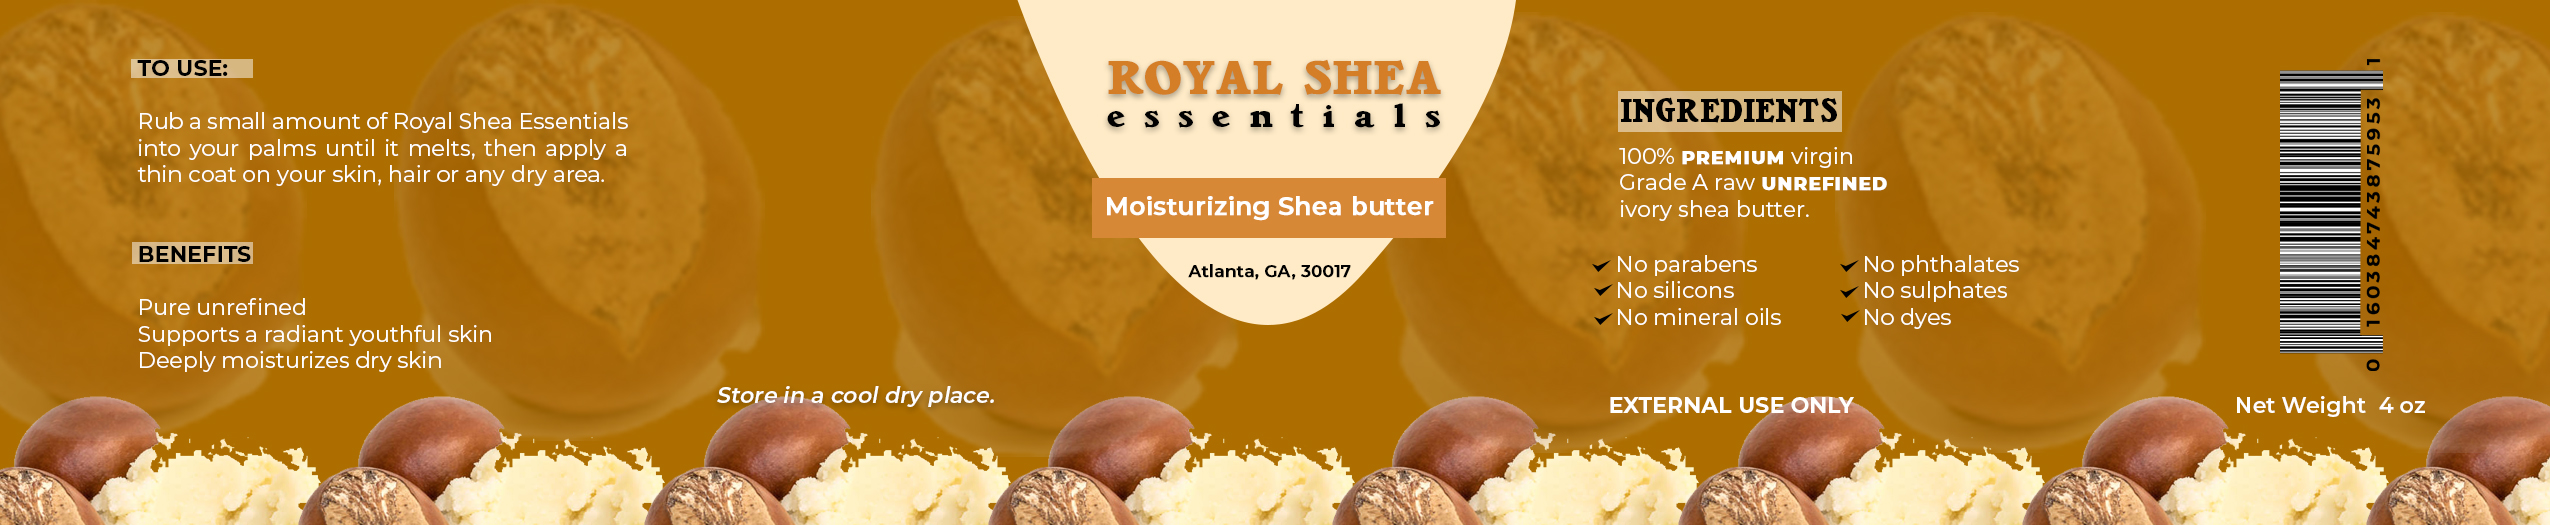 TO USE:
Rub a small amount of Royal Shea Essentials
into your palms until it melts, then apply a
thin coat on your skin, hair or any dry area.
BENEFITS
Pure unrefined
Supports a radiant youthful skin
Deeply moisturizes dry skin
Store in a cool dry place.
ROYAL SHEA
essentials
Moisturizing Shea butter
Atlanta, GA, 30017
INGREDIENTS
100% PREMIUM virgin
Grade A raw UNREFINED
ivory shea butter.
No parabens
No silicons
No mineral oils
No phthalates
No sulphates
No dyes
EXTERNAL USE ONLY
0 160384743875953 1
Net Weight 4 oz